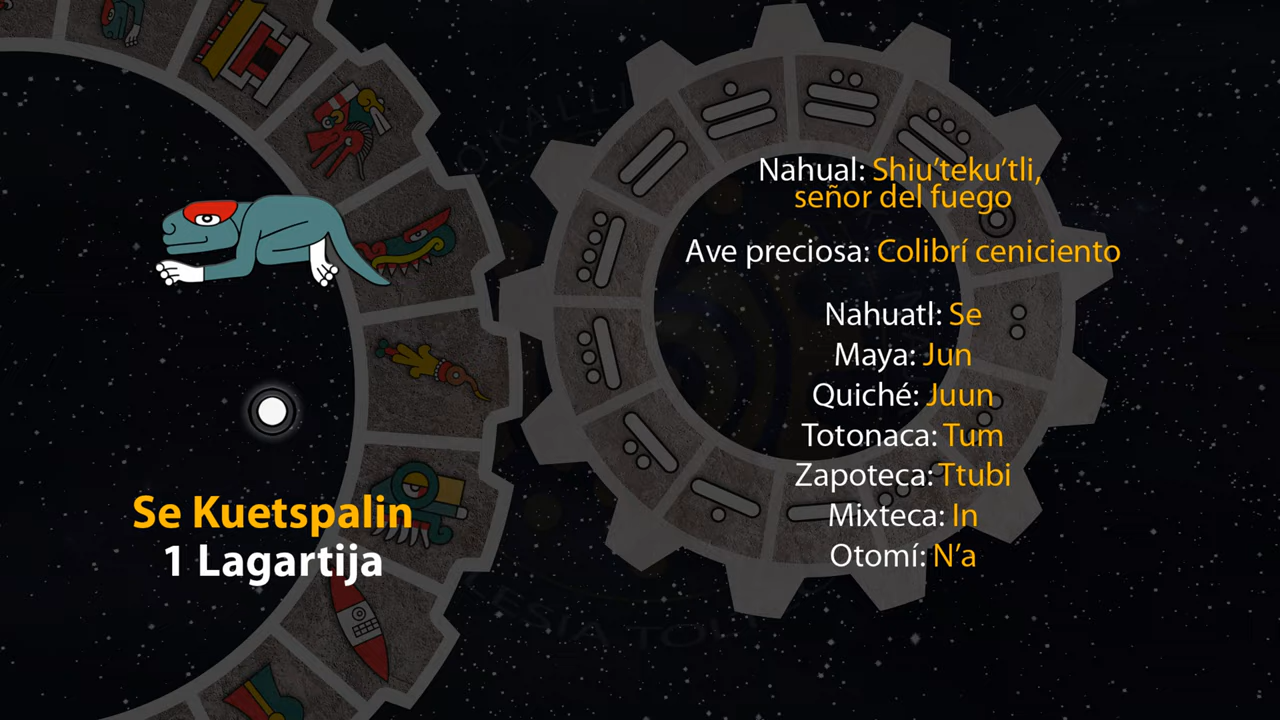 Se Kuetspalin
1 Lagartija
Nahual: Shiu’teku’tli,
señor del fuego
Ave preciosa: Colibrí ceniciento
Nahuatl: Se
Maya: Jun
Quiché: Juun
Totonaca: Tum
Zapoteca: Ttubi
Mixteca: In
Otomí: N’a